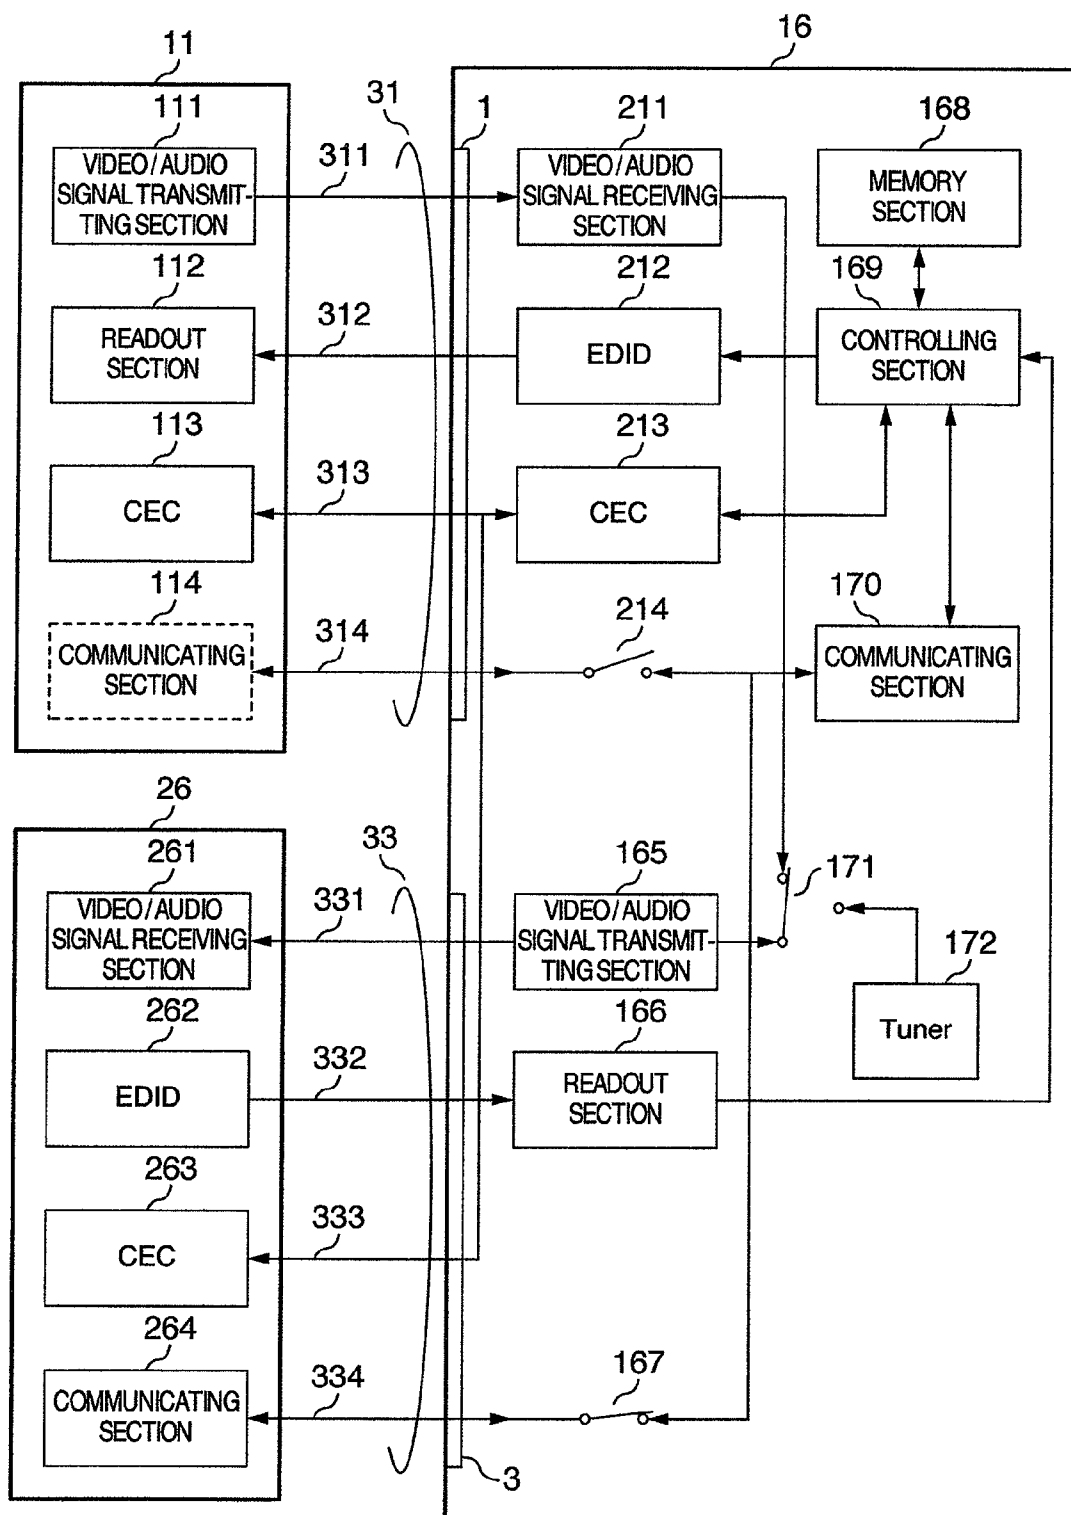 16
11
31
1
111
VIDEO/AUDIO
SIGNAL TRANSMIT-
TING SECTION
311
211
VIDEO/AUDIO
SIGNAL RECEIVING
SECTION
168
MEMORY
SECTION
112
READOUT
SECTION
312
212
EDID
169
CONTROLLING
SECTION
113
CEC
313
213
CEC
114
COMMUNICATING
SECTION
314
214
170
COMMUNICATING
SECTION
26
33
261
VIDEO/AUDIO
SIGNAL RECEIVING
SECTION
331
165
VIDEO/AUDIO
SIGNAL TRANSMIT-
TING SECTION
171
172
Tuner
262
EDID
332
166
READOUT
SECTION
263
CEC
333
264
COMMUNICATING
SECTION
334
167
3